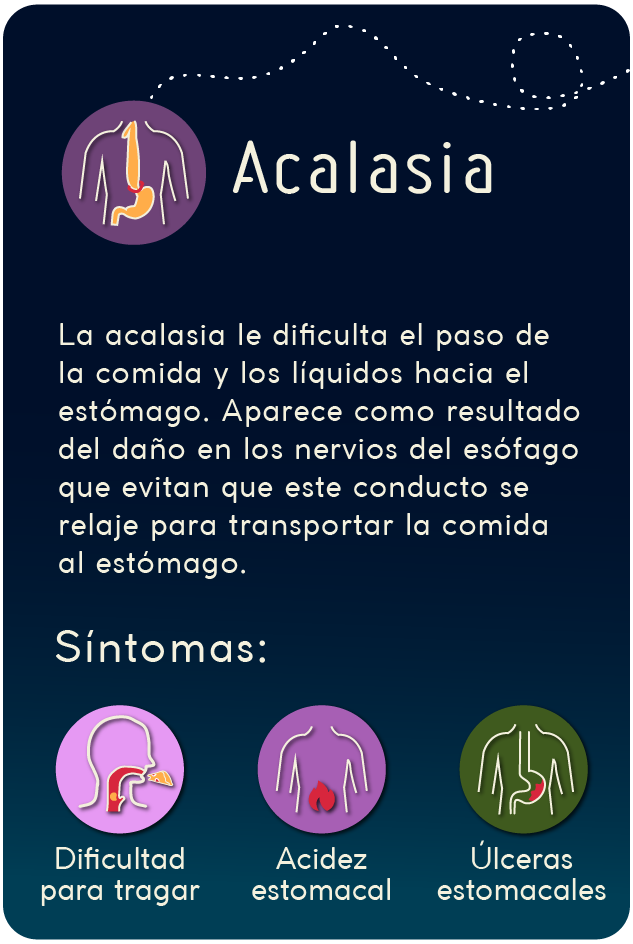 Acalasia
La acalasia le dificulta el paso de
la comida y los líquidos hacia el
estómago. Aparece como resultado
del daño en los nervios del esófago
que evitan que este conducto se
relaje para transportar la comida
al estómago.
Síntomas:
Dificultad
para tragar
Acidez
estomacal
Úlceras
estomacales